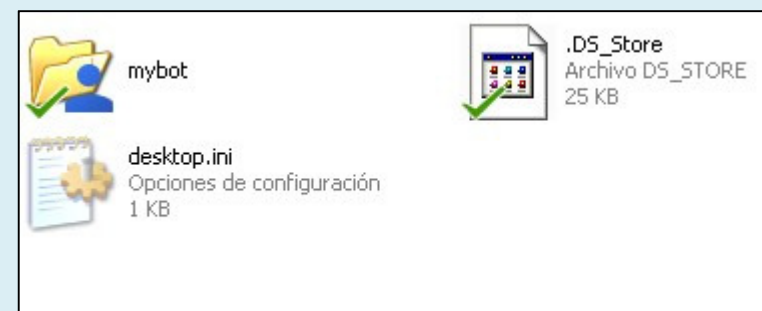 mybot
.DS_Store
Archivo DS_STORE
25 KB
desktop.ini
Opciones de configuración
1 KB